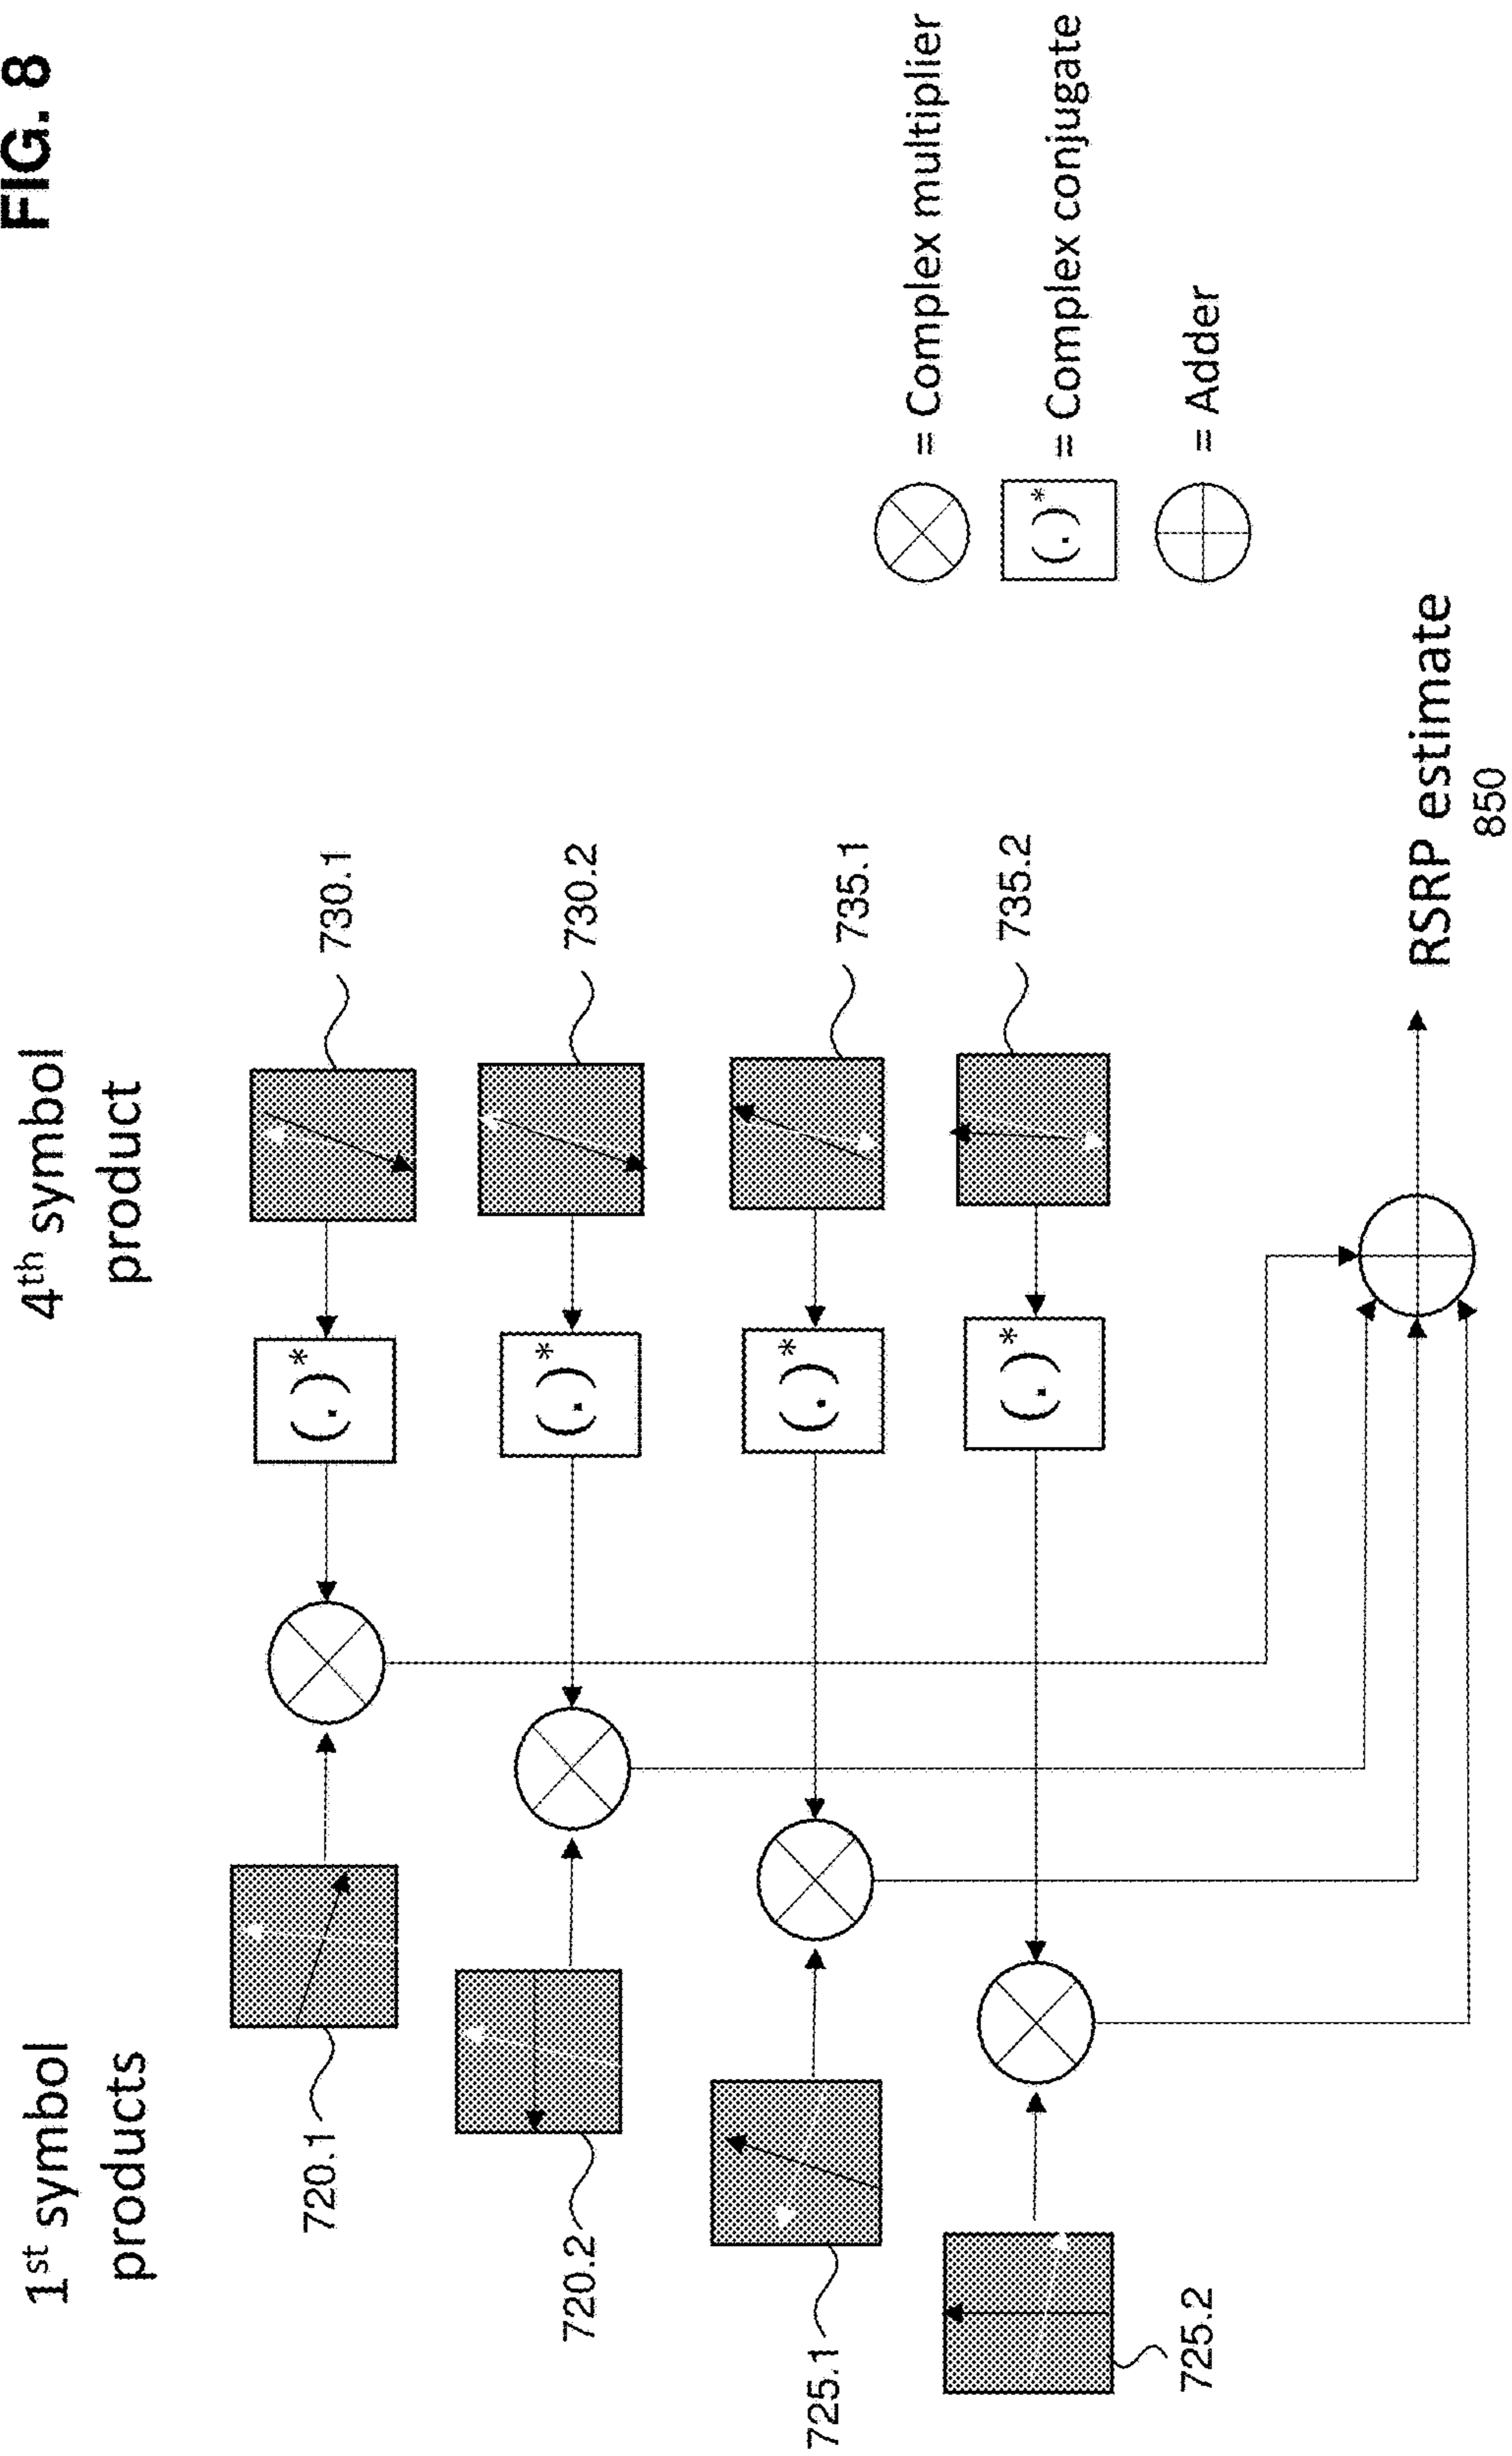 FIG. 8
1st symbol
products
4th symbol
product
720.1
(.)*
730.1
720.2
(.)*
730.2
725.1
(.)*
735.1
725.2
(.)*
735.2
= Complex multiplier
(.)* = Complex conjugate
= Adder
RSRP estimate
850